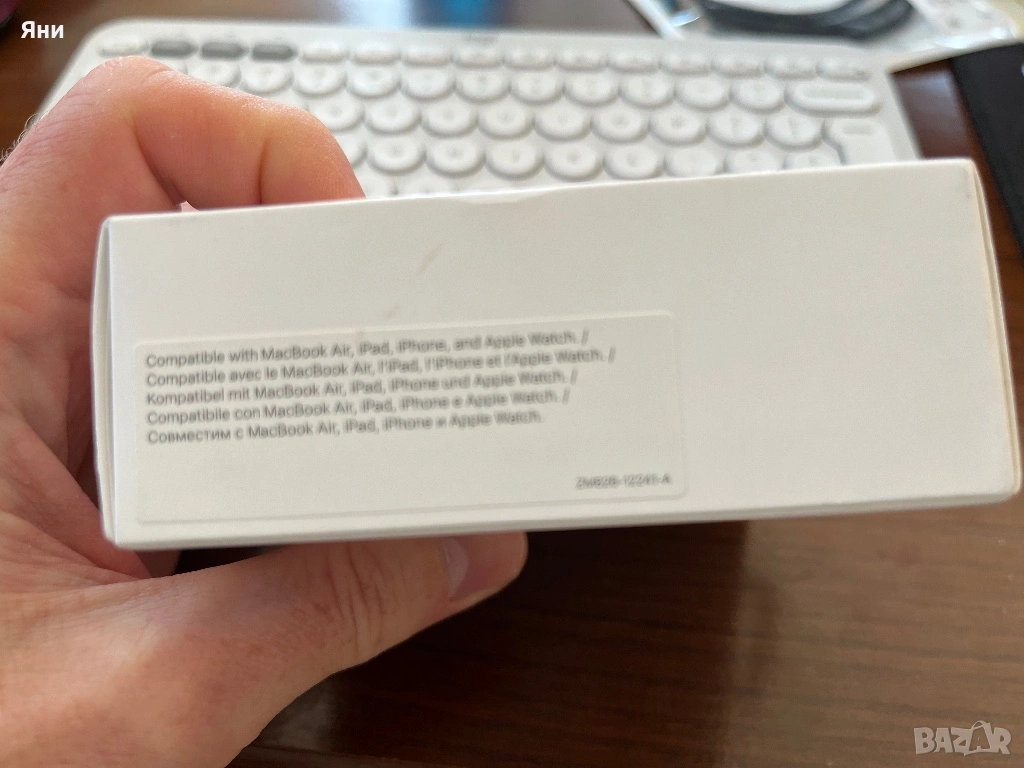 Яни
Compatible with MacBook Air, iPad, iPhone, and Apple Watch. /
Compatible avec le MacBook Air, l'iPad, l'iPhone et l'Apple Watch. /
Kompatibel mit MacBook Air, iPad, iPhone und Apple Watch. /
Compatibile con MacBook Air, iPad, iPhone e Apple Watch. /
Совместим с MacBook Air, iPad, iPhone и Apple Watch.
BAZAR